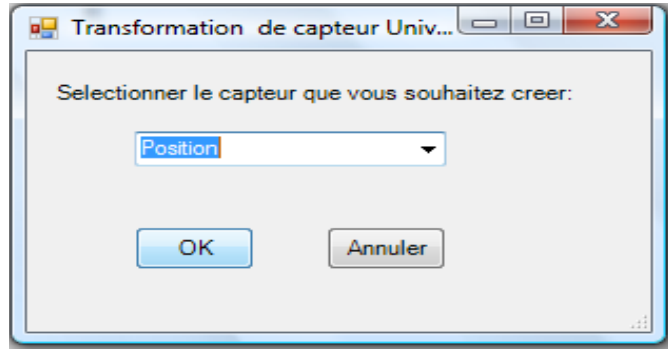 Transformation de capteur Univ...
Selectionner le capteur que vous souhaitez creer:
Position
OK
Annuler